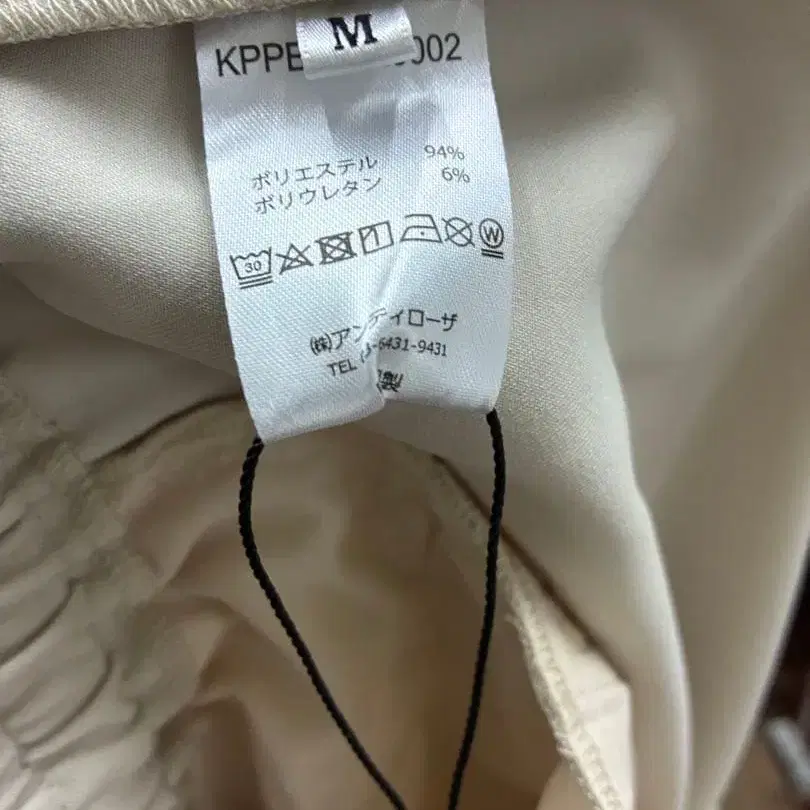 M
KPPE 002
ポリエステル 94%
ポリウレタン 6%
30 W
(株)アンティローザ
TEL -6431-9431
製